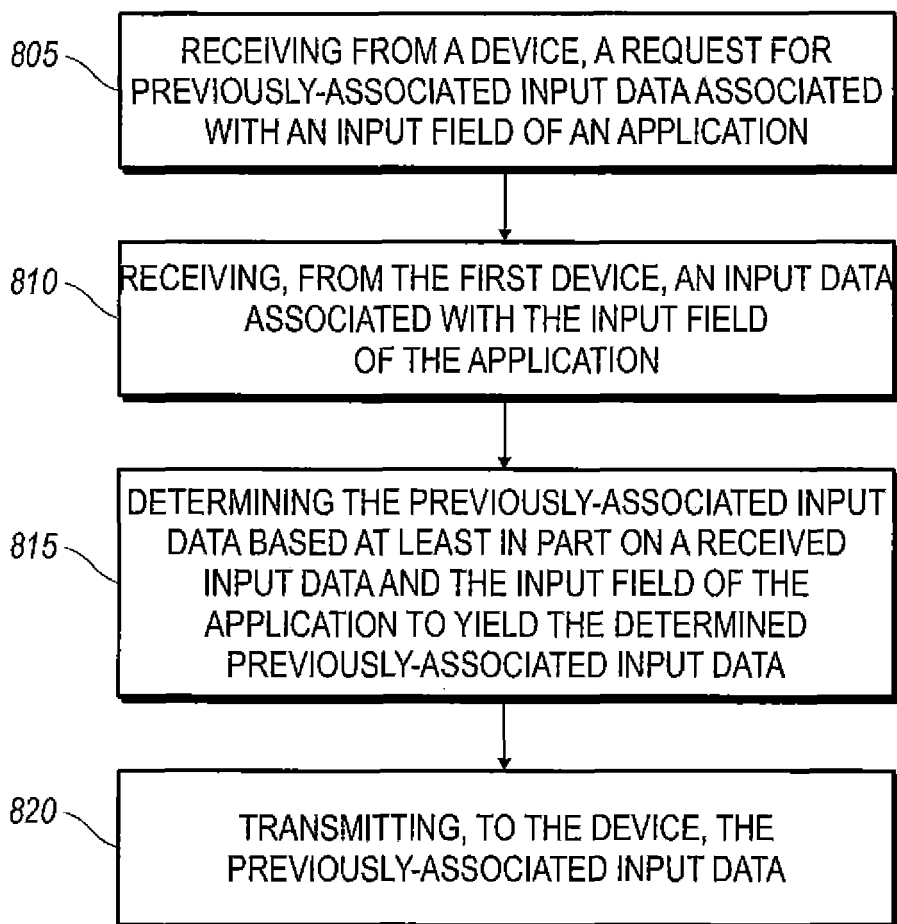 805
RECEIVING FROM A DEVICE, A REQUEST FOR
PREVIOUSLY-ASSOCIATED INPUT DATA ASSOCIATED
WITH AN INPUT FIELD OF AN APPLICATION
810
RECEIVING, FROM THE FIRST DEVICE, AN INPUT DATA
ASSOCIATED WITH THE INPUT FIELD
OF THE APPLICATION
815
DETERMINING THE PREVIOUSLY-ASSOCIATED INPUT
DATA BASED AT LEAST IN PART ON A RECEIVED
INPUT DATA AND THE INPUT FIELD OF THE
APPLICATION TO YIELD THE DETERMINED
PREVIOUSLY-ASSOCIATED INPUT DATA
820
TRANSMITTING, TO THE DEVICE, THE
PREVIOUSLY-ASSOCIATED INPUT DATA